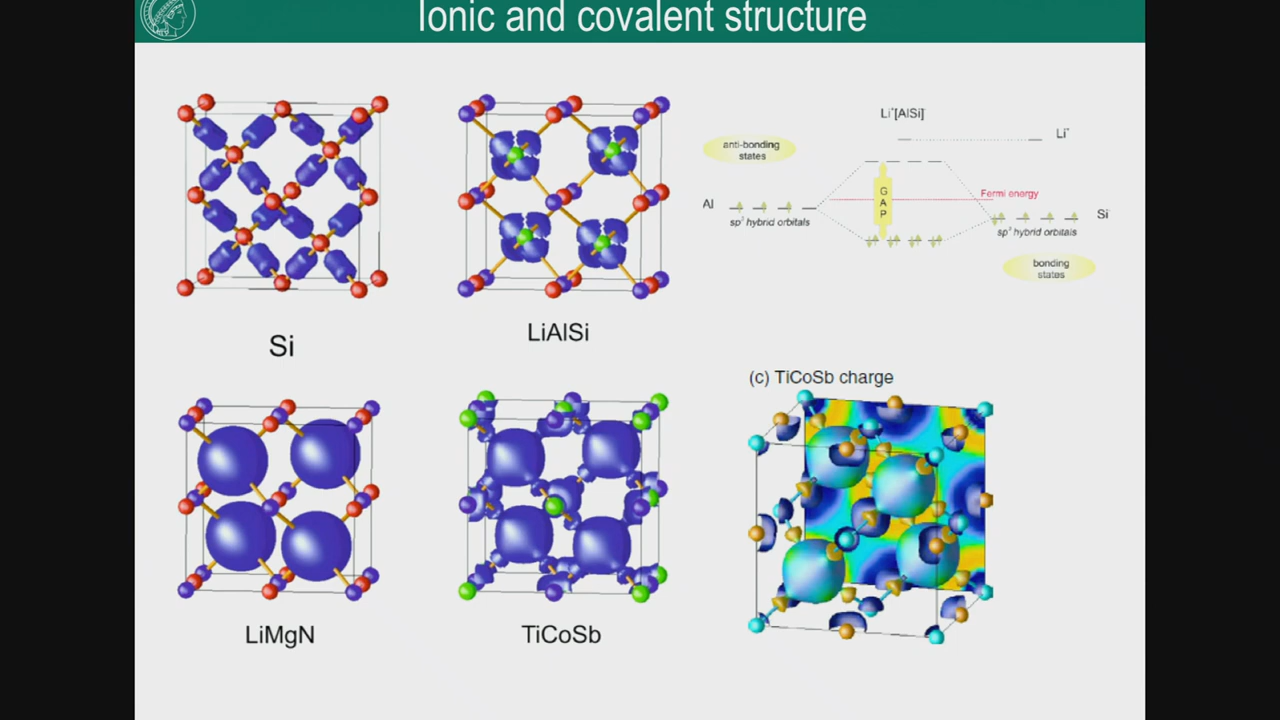 Ionic and covalent structure
Li⁺[AlSi]⁻
Li⁺
anti-bonding
states
GAP
Fermi energy
Al
sp³ hybrid orbitals
Si
sp³ hybrid orbitals
bonding
states
Si
LiAlSi
(c) TiCoSb charge
LiMgN
TiCoSb